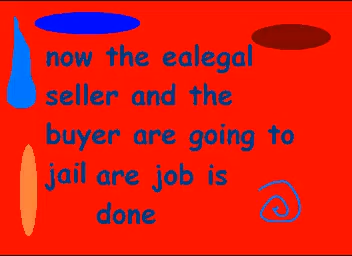 now the ealegal
seller and the
buyer are going to
jail are job is
done